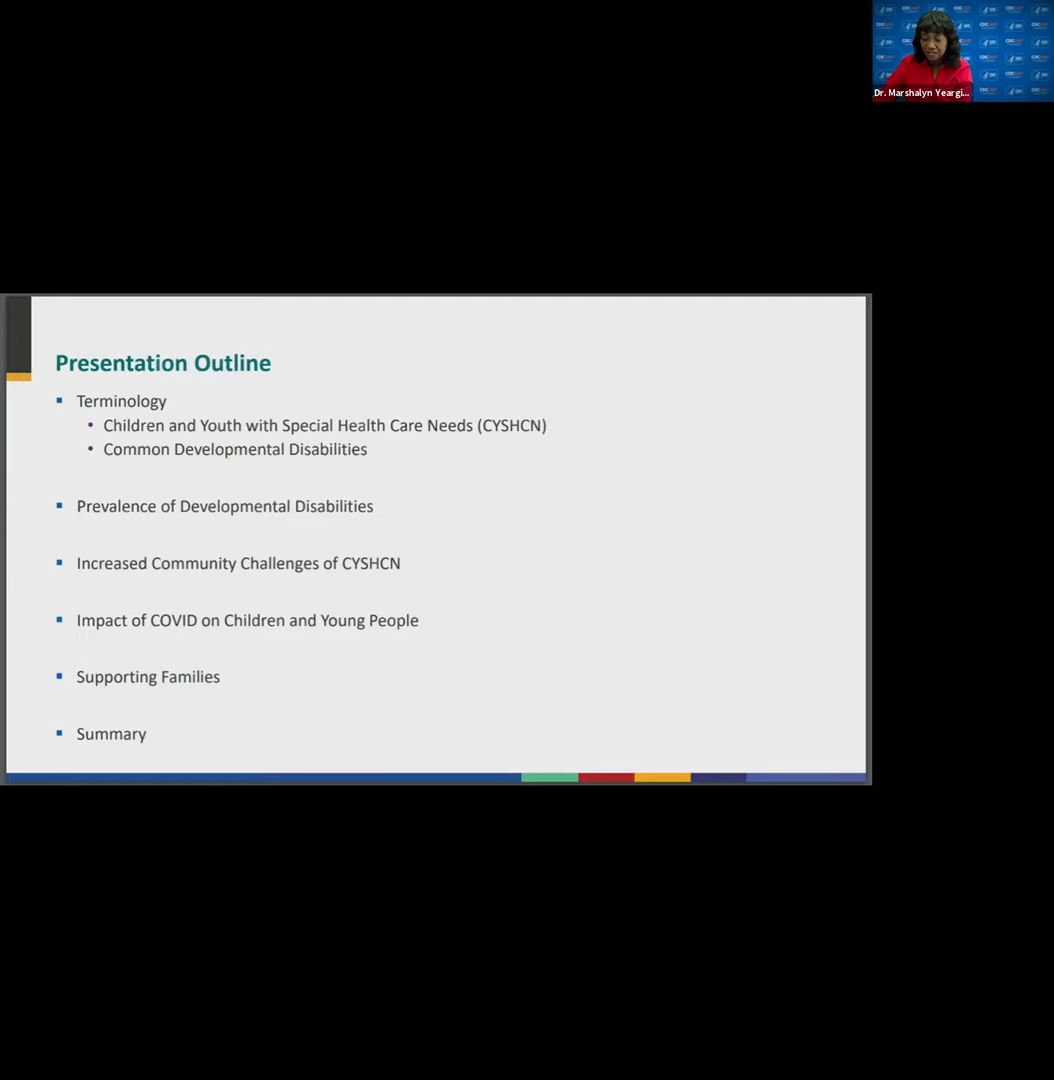 Dr. Marshalyn Yeargi...
Presentation Outline
Terminology
Children and Youth with Special Health Care Needs (CYSHCN)
Common Developmental Disabilities
Prevalence of Developmental Disabilities
Increased Community Challenges of CYSHCN
Impact of COVID on Children and Young People
Supporting Families
Summary